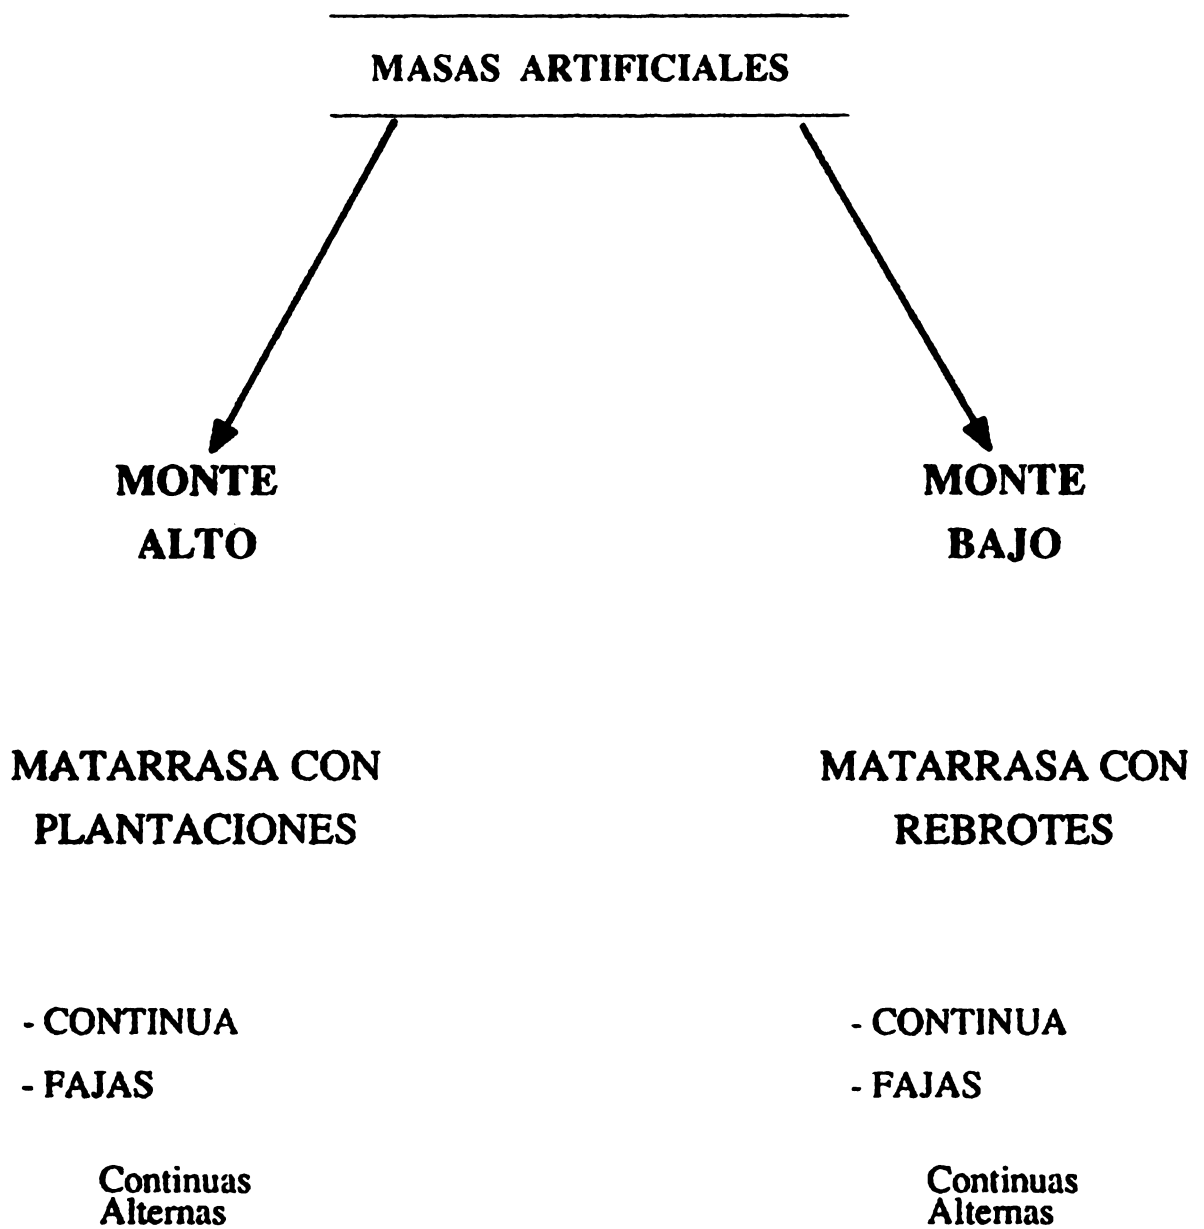 MASAS ARTIFICIALES
MONTE
ALTO
MATARRASA CON
PLANTACIONES
- CONTINUA
- FAJAS
Continuas
Alternas
MONTE
BAJO
MATARRASA CON
REBROTES
- CONTINUA
- FAJAS
Continuas
Alternas